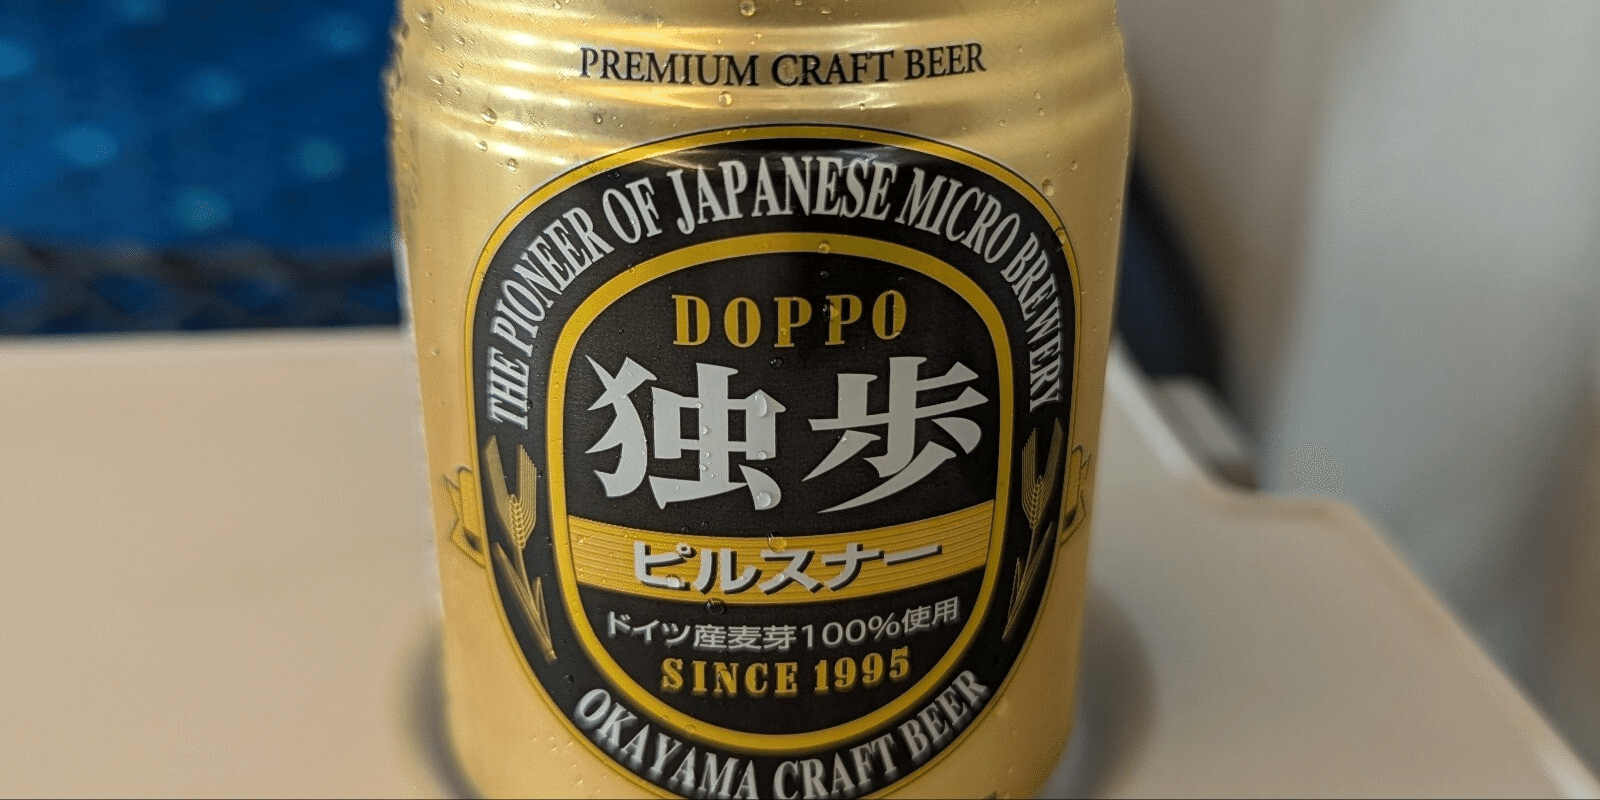 PREMIUM CRAFT BEER
THE PIONEER OF JAPANESE MICRO BREWERY
DOPPO
独歩
ピルスナー
ドイツ産麦芽100%使用
SINCE 1995
OKAYAMA CRAFT BEER